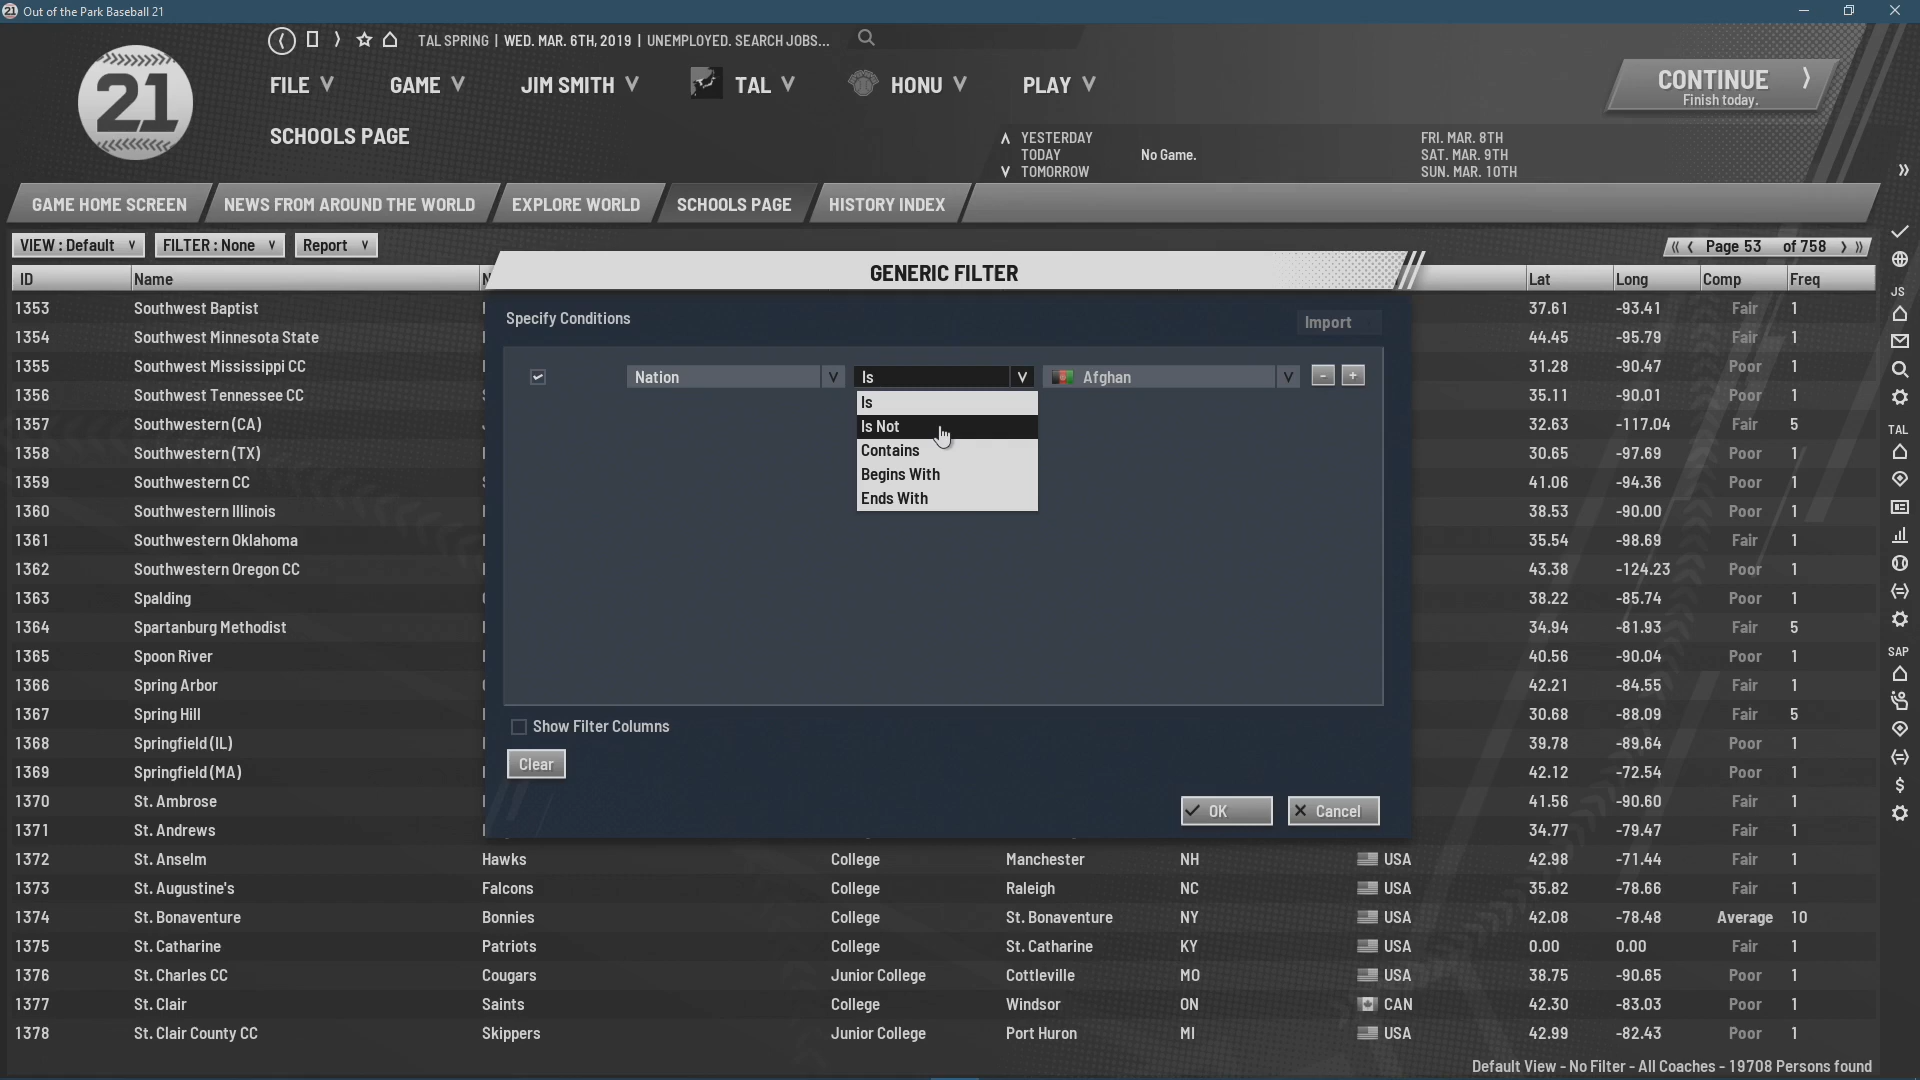 21 Out of the Park Baseball 21
TAL SPRING | WED. MAR. 6TH, 2019 | UNEMPLOYED. SEARCH JOBS...
21
FILE GAME JIM SMITH TAL HONU PLAY
CONTINUE
Finish today.
SCHOOLS PAGE
YESTERDAY FRI. MAR. 8TH
TODAY No Game. SAT. MAR. 9TH
TOMORROW SUN. MAR. 10TH
GAME HOME SCREEN NEWS FROM AROUND THE WORLD EXPLORE WORLD SCHOOLS PAGE HISTORY INDEX
VIEW : Default FILTER : None Report Page 53 of 758
GENERIC FILTER
ID Name Lat Long Comp Freq
Specify Conditions
Import
Nation Is Afghan - +
Is
Is Not
Contains
Begins With
Ends With
Show Filter Columns
Clear
OK Cancel
1353 Southwest Baptist 37.61 -93.41 Fair 1
1354 Southwest Minnesota State 44.45 -95.79 Fair 1
1355 Southwest Mississippi CC 31.28 -90.47 Poor 1
1356 Southwest Tennessee CC 35.11 -90.01 Poor 1
1357 Southwestern (CA) 32.63 -117.04 Fair 5
1358 Southwestern (TX) 30.65 -97.69 Poor 1
1359 Southwestern CC 41.06 -94.36 Poor 1
1360 Southwestern Illinois 38.53 -90.00 Poor 1
1361 Southwestern Oklahoma 35.54 -98.69 Fair 1
1362 Southwestern Oregon CC 43.38 -124.23 Poor 1
1363 Spalding 38.22 -85.74 Poor 1
1364 Spartanburg Methodist 34.94 -81.93 Fair 5
1365 Spoon River 40.56 -90.04 Poor 1
1366 Spring Arbor 42.21 -84.55 Fair 1
1367 Spring Hill 30.68 -88.09 Fair 5
1368 Springfield (IL) 39.78 -89.64 Poor 1
1369 Springfield (MA) 42.12 -72.54 Poor 1
1370 St. Ambrose 41.56 -90.60 Fair 1
1371 St. Andrews 34.77 -79.47 Poor 1
1372 St. Anselm Hawks College Manchester NH USA 42.98 -71.44 Fair 1
1373 St. Augustine's Falcons College Raleigh NC USA 35.82 -78.66 Fair 1
1374 St. Bonaventure Bonnies College St. Bonaventure NY USA 42.08 -78.48 Average 10
1375 St. Catharine Patriots College St. Catharine KY USA 0.00 0.00 Fair 1
1376 St. Charles CC Cougars Junior College Cottleville MO USA 38.75 -90.65 Poor 1
1377 St. Clair Saints College Windsor ON CAN 42.30 -83.03 Poor 1
1378 St. Clair County CC Skippers Junior College Port Huron MI USA 42.99 -82.43 Poor 1
JS
TAL
SAP
$
Default View - No Filter - All Coaches - 19708 Persons found